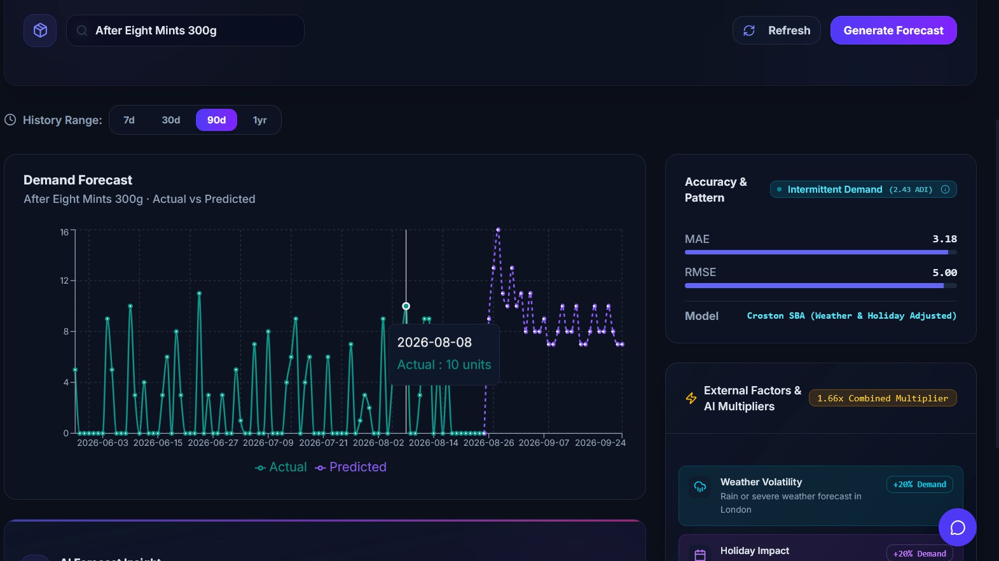 After Eight Mints 300g
Refresh
Generate Forecast
History Range:
7d
30d
90d
1yr
Demand Forecast
After Eight Mints 300g · Actual vs Predicted
16
12
8
4
0
2026-08-08
Actual : 10 units
2026-06-03
2026-06-15
2026-06-27
2026-07-09
2026-07-21
2026-08-02
2026-08-14
2026-08-26
2026-09-07
2026-09-24
Actual
Predicted
Accuracy &
Pattern
Intermittent Demand (2.43 ADI)
MAE
3.18
RMSE
5.00
Model
Croston SBA (Weather & Holiday Adjusted)
External Factors &
AI Multipliers
1.66x Combined Multiplier
Weather Volatility
+20% Demand
Rain or severe weather forecast in
London
Holiday Impact
+20% Demand
AI Forecast Insight